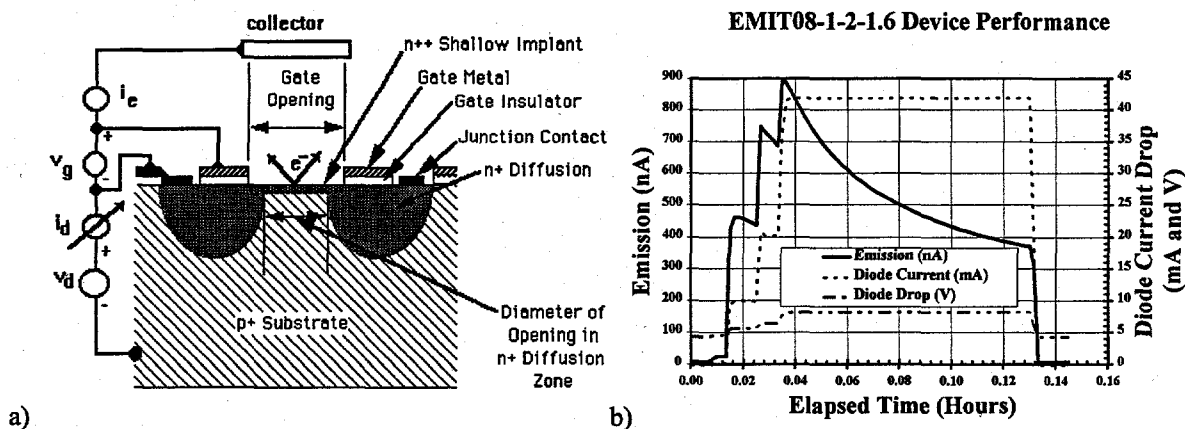 collector
n++ Shallow Implant
Gate Metal
Gate Insulator
Junction Contact
n+ Diffusion
Gate
Opening
e-
i_e
+
v_g
-
i_d
+
v_d
-
p+ Substrate
Diameter of
Opening in
n+ Diffusion
Zone
a)
EMIT08-1-2-1.6 Device Performance
Emission (nA)
900
800
700
600
500
400
300
200
100
0
45
40
35
30
25
20
15
10
5
0
Diode Current Drop
(mA and V)
Emission (nA)
Diode Current (mA)
Diode Drop (V)
0.00 0.02 0.04 0.06 0.08 0.10 0.12 0.14 0.16
Elapsed Time (Hours)
b)